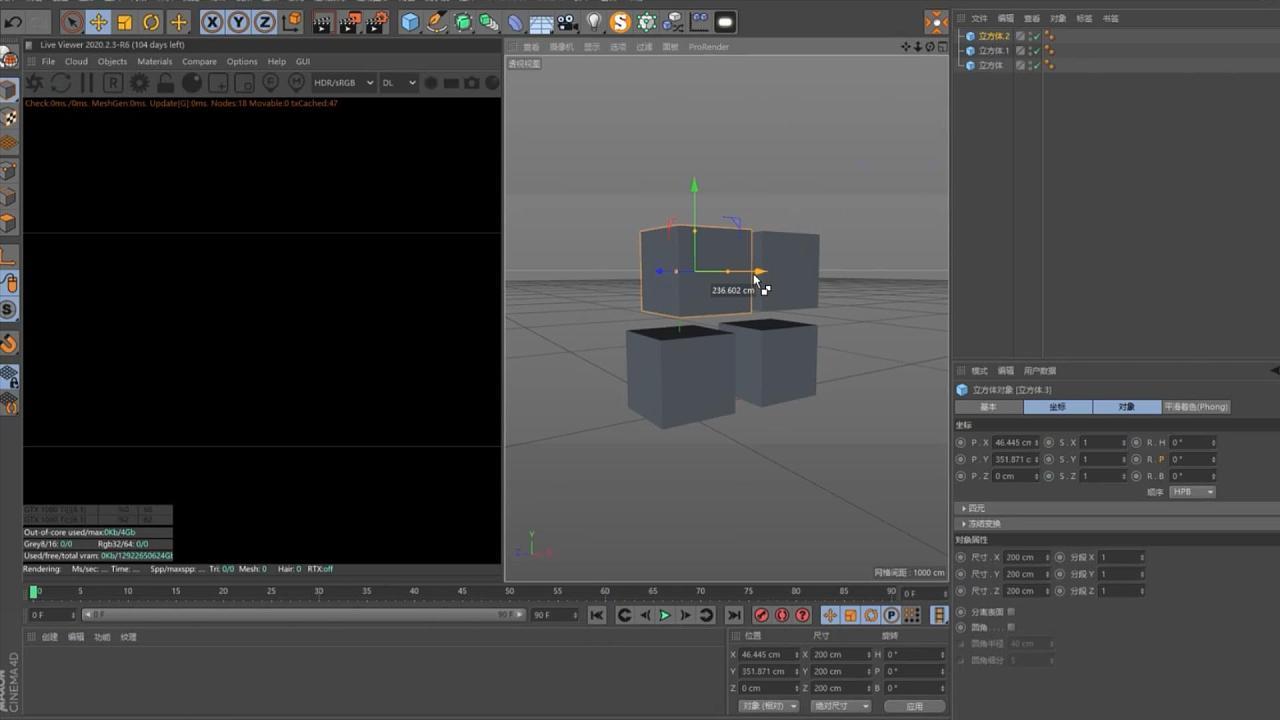 X Y Z
文件 编辑 查看 对象 标签 书签
Live Viewer 2020.2.3-R6 (104 days left)
File Cloud Objects Materials Compare Options Help GUI
HDR/sRGB DL
Check:0ms./0ms. MeshGen:0ms. Update[G]:0ms. Nodes:18 Movable:0 txCached:47
查看 摄像机 显示 选项 过滤 面板 ProRender
透视视图
立方体.2
立方体.1
立方体
236.602 cm
网格间距: 1000 cm
Out-of-core used/max:0Kb/4Gb
Grey8/16: 0/0 Rgb32/64: 0/0
Used/free/total vram: 0Kb/12922650624Gb
Rendering: Ms/sec: ... Time: ... Spp/maxspp: ... Tri: 0/0 Mesh: 0 Hair: 0 RTX:off
模式 编辑 用户数据
立方体对象 [立方体.3]
基本 坐标 对象 平滑着色(Phong)
坐标
P . X 46.445 cm S . X 1 R . H 0 °
P . Y 351.871 c S . Y 1 R . P 0 °
P . Z 0 cm S . Z 1 R . B 0 °
顺序 HPB
四元
冻结变换
对象属性
尺寸 . X 200 cm 分段 X 1
尺寸 . Y 200 cm 分段 Y 1
尺寸 . Z 200 cm 分段 Z 1
分离表面
圆角 . . . .
圆角半径 40 cm
圆角细分 5
0 5 10 15 20 25 30 35 40 45 50 55 60 65 70 75 80 85 90 0 F
0 F 0 F 90 F 90 F
创建 编辑 功能 纹理
位置 尺寸 旋转
X 46.445 cm X 200 cm H 0 °
Y 351.871 cm Y 200 cm P 0 °
Z 0 cm Z 200 cm B 0 °
对象 (相对) 绝对尺寸 应用
MAXON
CINEMA4D